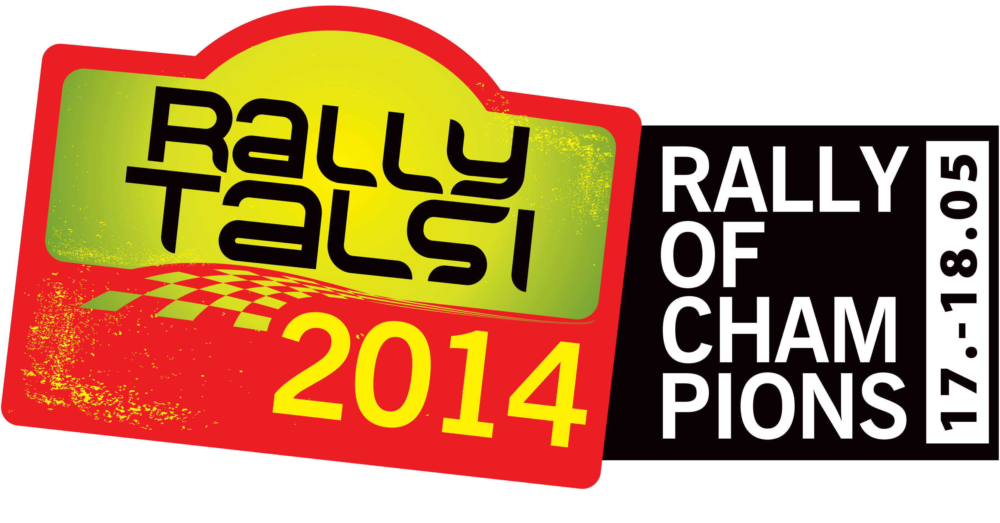 Rally
Talsi
2014
RALLY
OF
CHAM
PIONS
17.-18.05